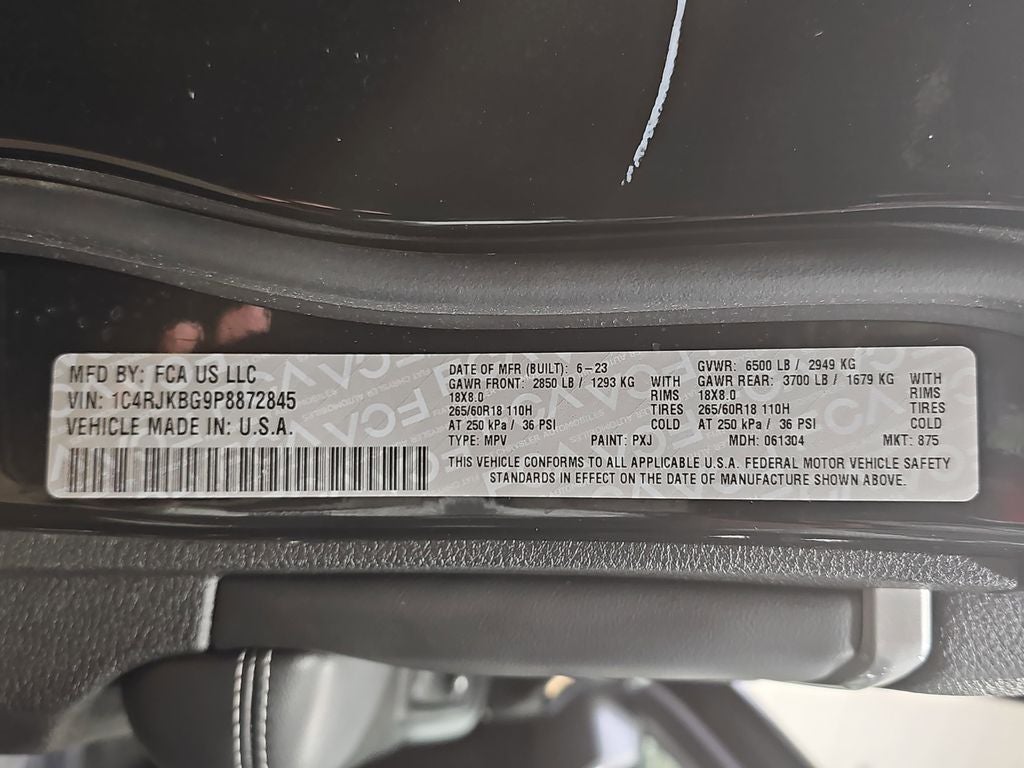 MFD BY: FCA US LLC
VIN: 1C4RJKBG9P8872845
VEHICLE MADE IN: U.S.A.
DATE OF MFR (BUILT): 6-23
GAWR FRONT: 2850 LB / 1293 KG WITH
18X8.0 RIMS
265/60R18 110H TIRES
AT 250 kPa / 36 PSI COLD
TYPE: MPV PAINT: PXJ
GVWR: 6500 LB / 2949 KG
GAWR REAR: 3700 LB / 1679 KG WITH
18X8.0 RIMS
265/60R18 110H TIRES
AT 250 kPa / 36 PSI COLD
MDH: 061304 MKT: 875
THIS VEHICLE CONFORMS TO ALL APPLICABLE U.S.A. FEDERAL MOTOR VEHICLE SAFETY
STANDARDS IN EFFECT ON THE DATE OF MANUFACTURE SHOWN ABOVE.